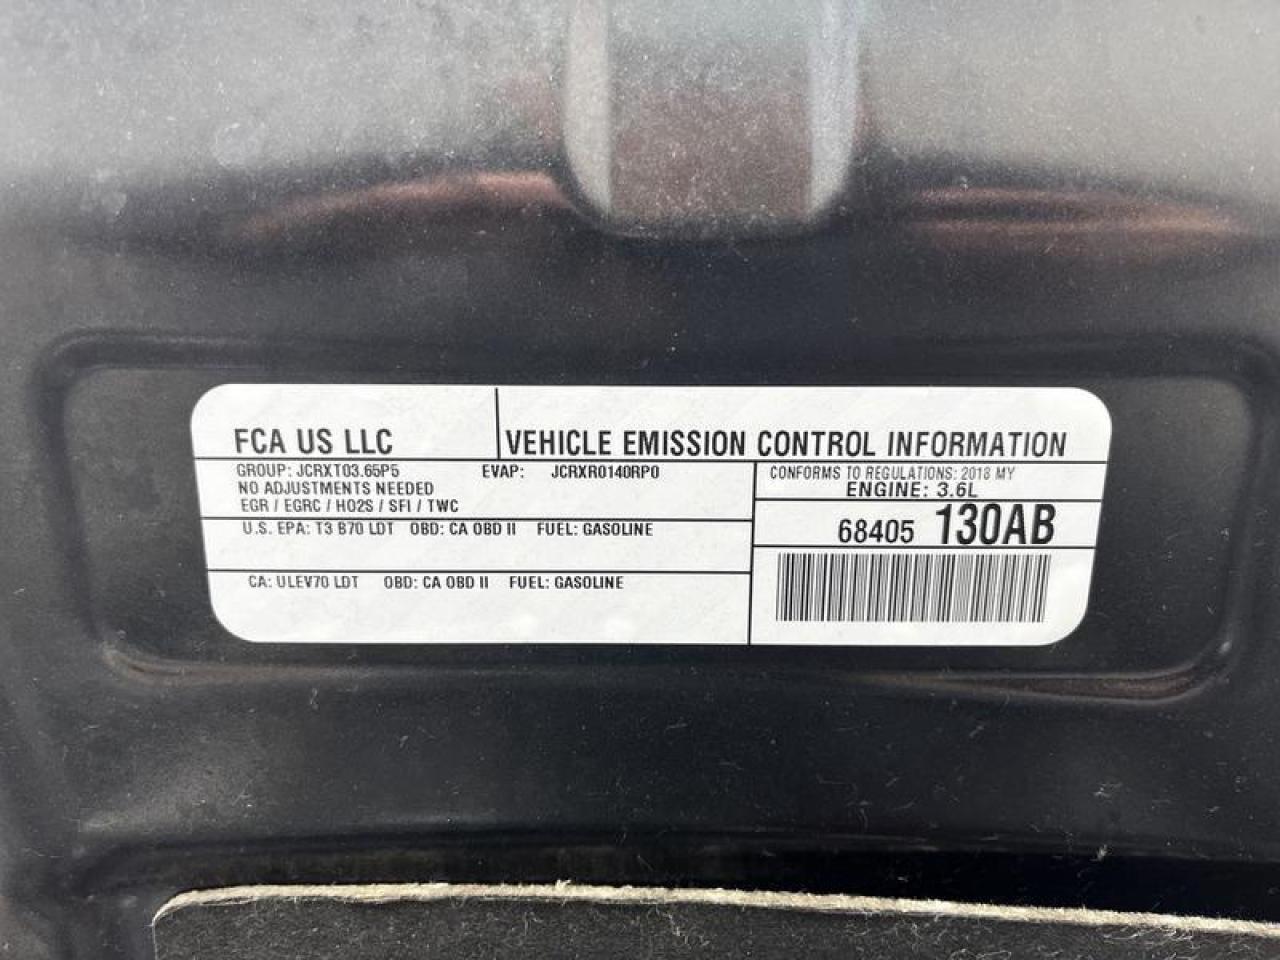 FCA US LLC
VEHICLE EMISSION CONTROL INFORMATION
GROUP: JCRXT03.65P5 EVAP: JCRXR0140RP0
NO ADJUSTMENTS NEEDED
EGR / EGRC / HO2S / SFI / TWC
U.S. EPA: T3 B70 LDT OBD: CA OBD II FUEL: GASOLINE
CA: ULEV70 LDT OBD: CA OBD II FUEL: GASOLINE
CONFORMS TO REGULATIONS: 2018 MY
ENGINE: 3.6L
68405 130AB